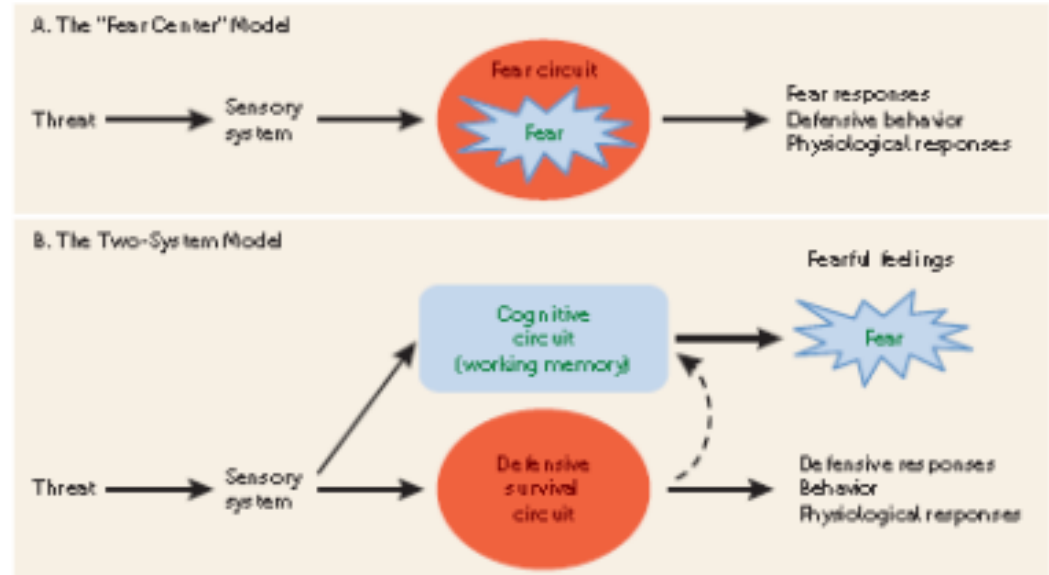 A. The "Fear Center" Model
Threat
Sensory
system
Fear circuit
Fear
Fear responses
Defensive behavior
Physiological responses
B. The Two-System Model
Fearful feelings
Cognitive
circuit
(working memory)
Fear
Threat
Sensory
system
Defensive
survival
circuit
Defensive responses
Behavior
Physiological responses